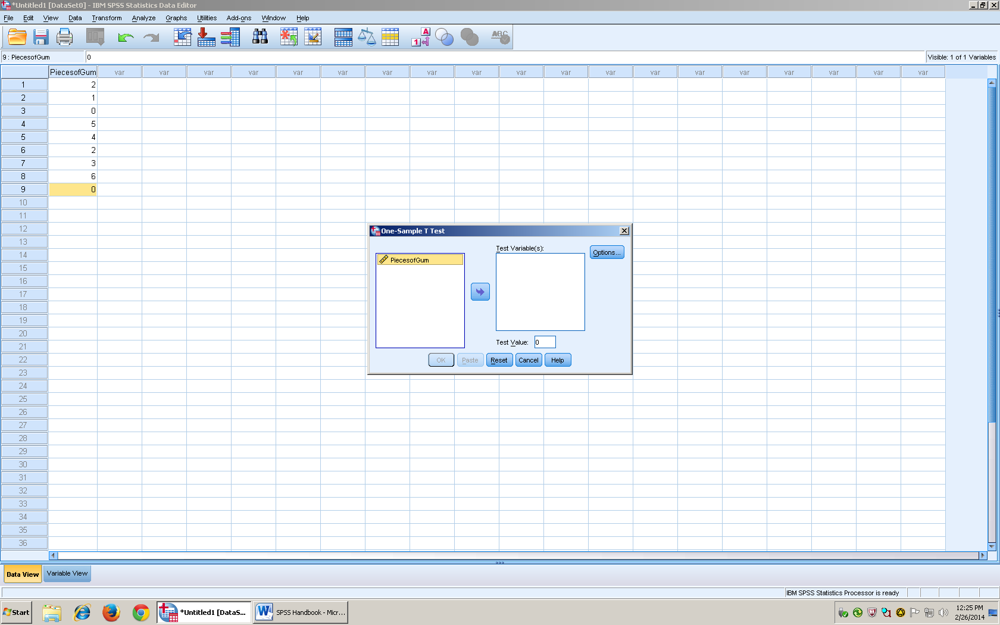 *Untitled1 [DataSet0] - IBM SPSS Statistics Data Editor
File Edit View Data Transform Analyze Graphs Utilities Add-ons Window Help
A
1
ABC
9 : PiecesofGum 0 Visible: 1 of 1 Variables
PiecesofGum var var var var var var var var var var var var var var var var var var var
1 2
2 1
3 0
4 5
5 4
6 2
7 3
8 6
9 0
10
11
12
13
14
15
16
17
18
19
20
21
22
23
24
25
26
27
28
29
30
31
32
33
34
35
36
One-Sample T Test
Test Variable(s):
Options...
PiecesofGum
Test Value: 0
OK Paste Reset Cancel Help
Data View Variable View
IBM SPSS Statistics Processor is ready
Start *Untitled1 [DataS... SPSS Handbook - Micr... 12:25 PM
2/26/2014